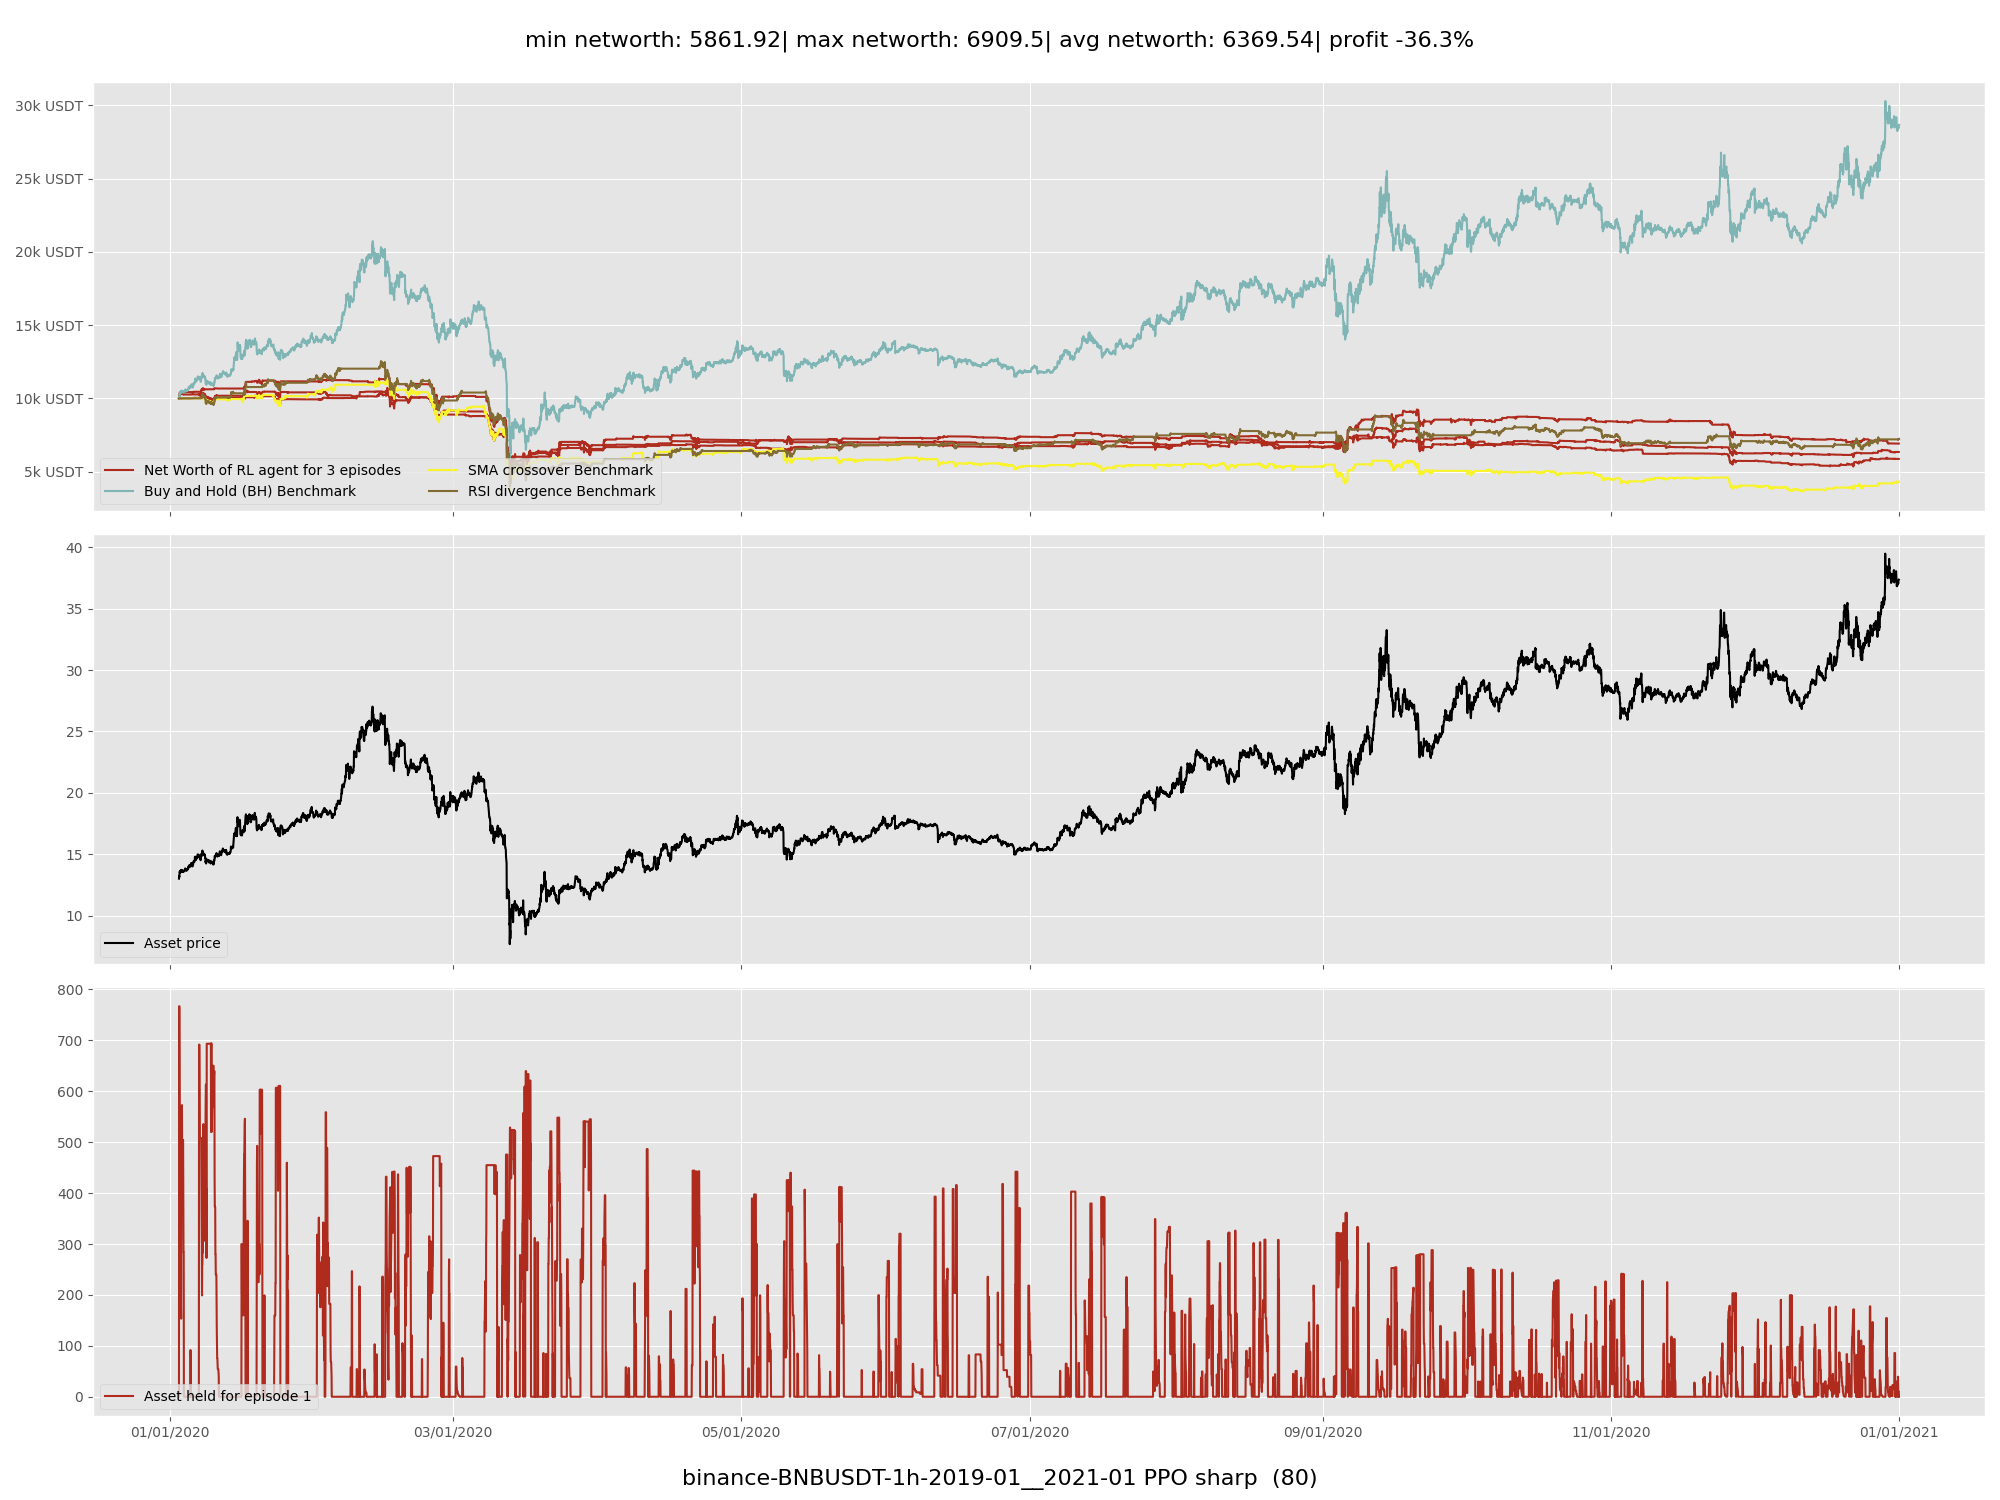 min networth: 5861.92| max networth: 6909.5| avg networth: 6369.54| profit -36.3%
30k USDT
25k USDT
20k USDT
15k USDT
10k USDT
5k USDT
Net Worth of RL agent for 3 episodes
Buy and Hold (BH) Benchmark
SMA crossover Benchmark
RSI divergence Benchmark
40
35
30
25
20
15
10
Asset price
800
700
600
500
400
300
200
100
0
Asset held for episode 1
01/01/2020 03/01/2020 05/01/2020 07/01/2020 09/01/2020 11/01/2020 01/01/2021
binance-BNBUSDT-1h-2019-01__2021-01 PPO sharp (80)